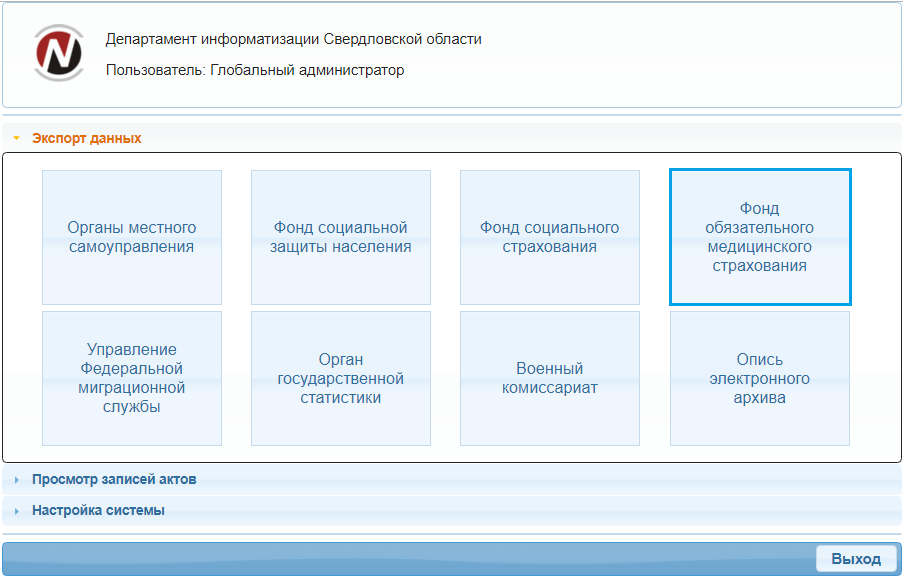 N
Департамент информатизации Свердловской области
Пользователь: Глобальный администратор
Экспорт данных
Органы местного
самоуправления
Фонд социальной
защиты населения
Фонд социального
страхования
Фонд
обязательного
медицинского
страхования
Управление
Федеральной
миграционной
службы
Орган
государственной
статистики
Военный
комиссариат
Опись
электронного
архива
Просмотр записей актов
Настройка системы
Выход